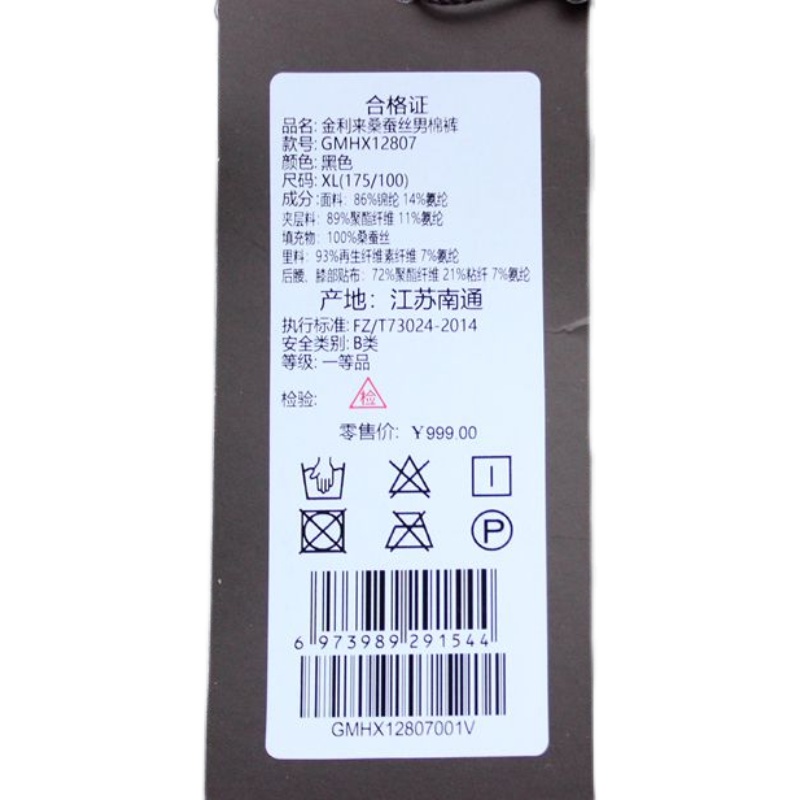 合格证
品名: 金利来桑蚕丝男棉裤
款号: GMHX12807
颜色: 黑色
尺码: XL(175/100)
成分: 面料: 86%锦纶 14%氨纶
夹层料: 89%聚酯纤维 11%氨纶
填充物: 100%桑蚕丝
里料: 93%再生纤维素纤维 7%氨纶
后腰、膝部贴布: 72%聚酯纤维 21%粘纤 7%氨纶
产地: 江苏南通
执行标准: FZ/T73024-2014
安全类别: B类
等级: 一等品
检验: 检
零售价: ￥999.00
P
6 973989 291544
GMHX12807001V